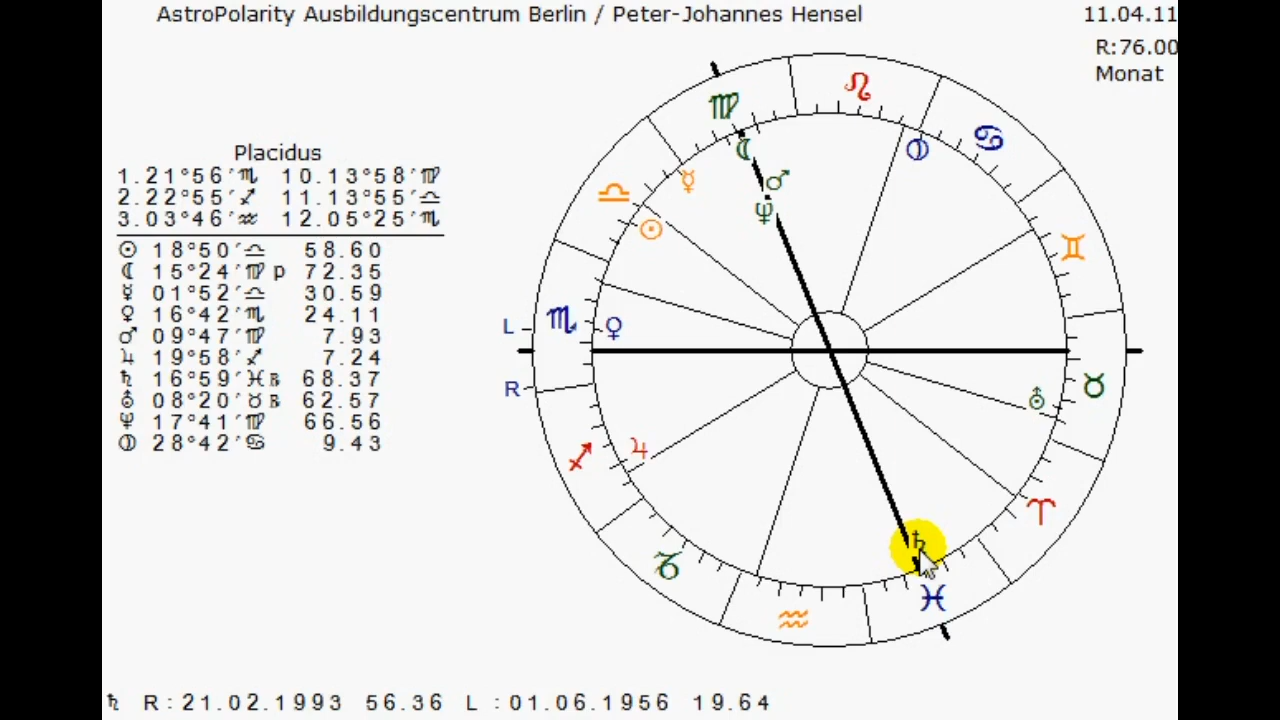 AstroPolarity Ausbildungscentrum Berlin / Peter-Johannes Hensel 11.04.11
R:76.00
Monat
Placidus
1.21°56´♏ 10.13°58´♍
2.22°55´♐ 11.13°55´♎
3.03°46´♒ 12.05°25´♏
☉ 18°50´♎ 58.60
☾ 15°24´♍ p 72.35
☿ 01°52´♎ 30.59
♀ 16°42´♏ 24.11
♂ 09°47´♍ 7.93
♃ 19°58´♐ 7.24
♄ 16°59´♓ R 68.37
⛢ 08°20´♉ R 62.57
♆ 17°41´♍ 66.56
28°42´♋ 9.43
L
R
♄ R:21.02.1993 56.36 L :01.06.1956 19.64